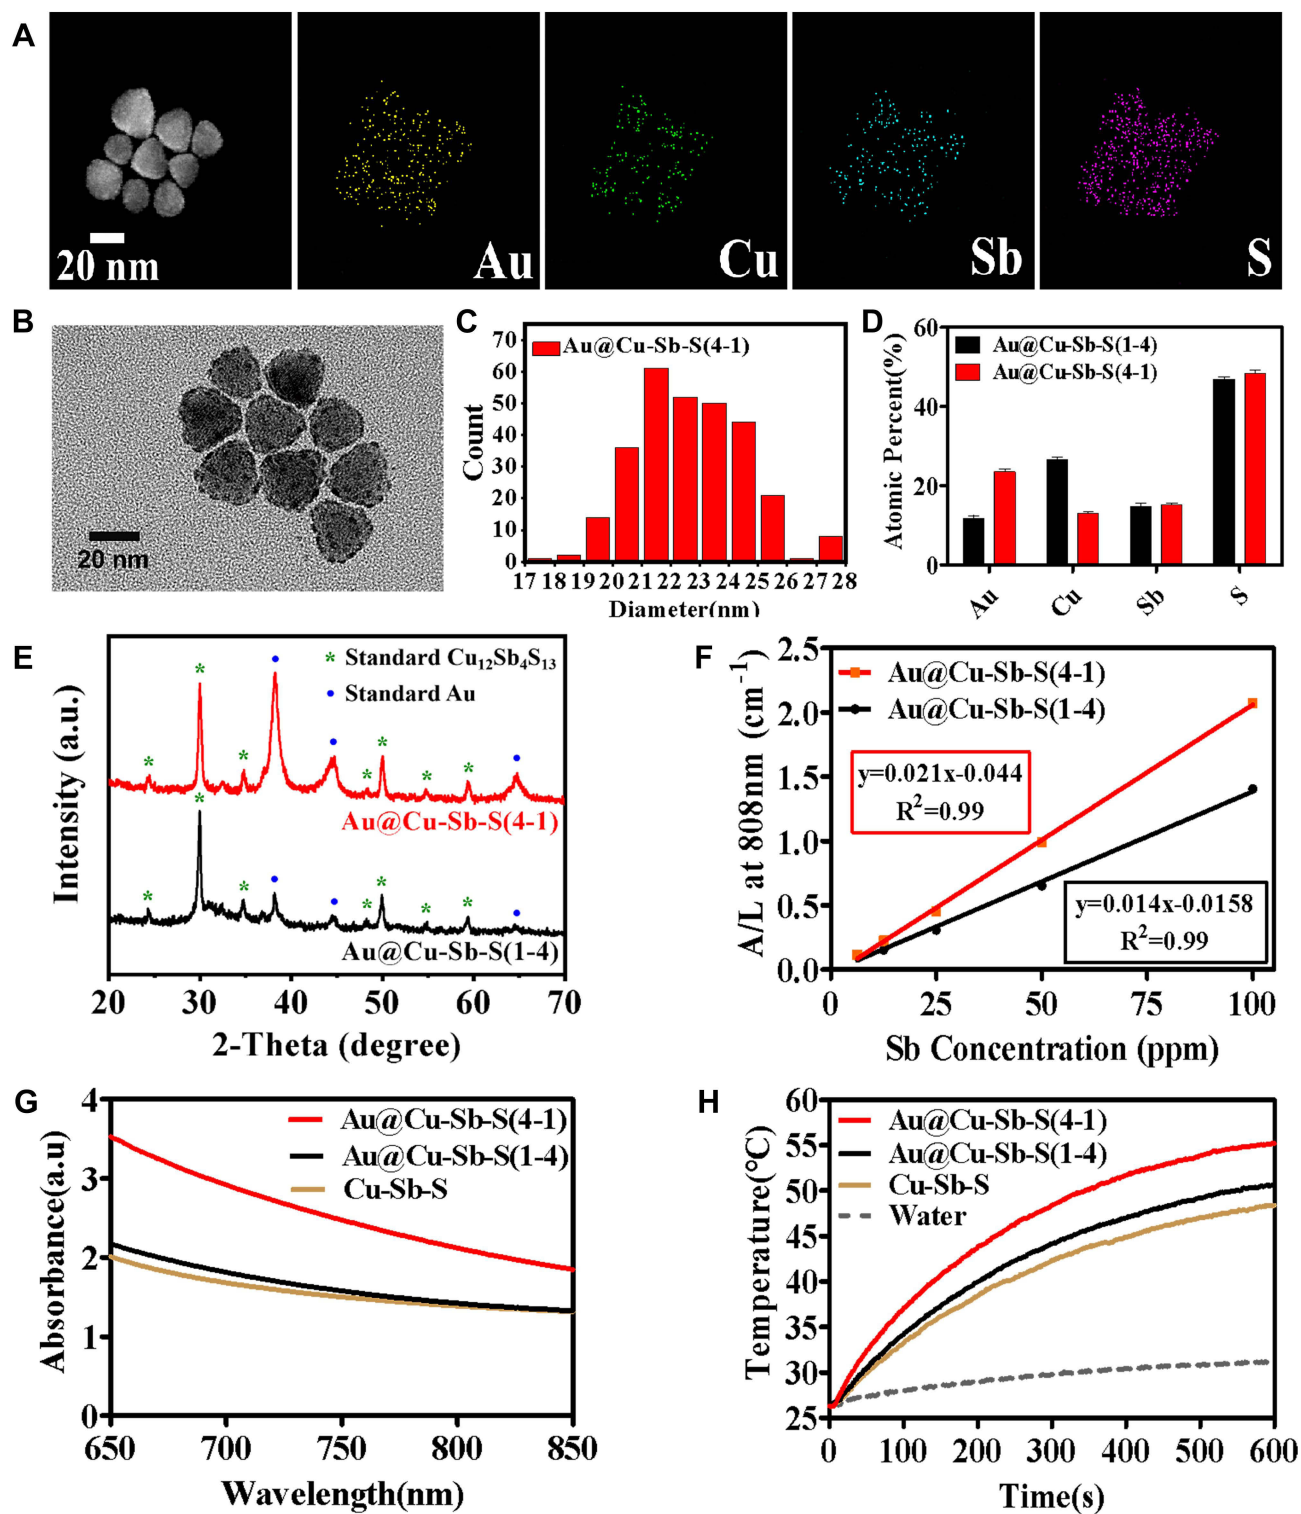 A
20 nm
Au
Cu
Sb
S
B
20 nm
C
Au@Cu-Sb-S(4-1)
70
60
50
40
30
20
10
0
Count
17 18 19 20 21 22 23 24 25 26 27 28
Diameter(nm)
D
Au@Cu-Sb-S(1-4)
Au@Cu-Sb-S(4-1)
60
40
20
0
Atomic Percent(%)
Au
Cu
Sb
S
E
* Standard Cu₁₂Sb₄S₁₃
• Standard Au
Au@Cu-Sb-S(4-1)
Au@Cu-Sb-S(1-4)
Intensity (a.u.)
20 30 40 50 60 70
2-Theta (degree)
F
Au@Cu-Sb-S(4-1)
Au@Cu-Sb-S(1-4)
y=0.021x-0.044
R²=0.99
y=0.014x-0.0158
R²=0.99
2.5
2.0
1.5
1.0
0.5
0.0
A/L at 808nm (cm⁻¹)
0 25 50 75 100
Sb Concentration (ppm)
G
Au@Cu-Sb-S(4-1)
Au@Cu-Sb-S(1-4)
Cu-Sb-S
4
3
2
1
0
Absorbance(a.u)
650 700 750 800 850
Wavelength(nm)
H
Au@Cu-Sb-S(4-1)
Au@Cu-Sb-S(1-4)
Cu-Sb-S
Water
60
55
50
45
40
35
30
25
Temperature(°C)
0 100 200 300 400 500 600
Time(s)